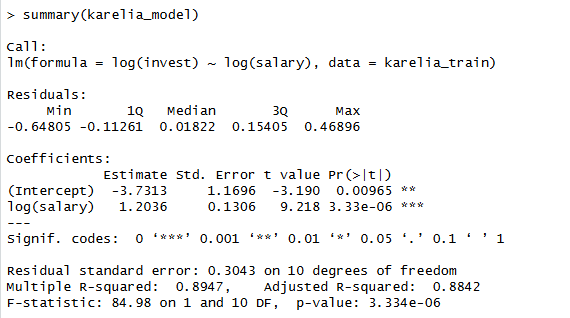 > summary(karelia_model)
Call:
lm(formula = log(invest) ~ log(salary), data = karelia_train)
Residuals:
     Min       1Q   Median       3Q      Max
-0.64805 -0.11261  0.01822  0.15405  0.46896
Coefficients:
            Estimate Std. Error t value Pr(>|t|)
(Intercept)  -3.7313     1.1696  -3.190  0.00965 **
log(salary)   1.2036     0.1306   9.218 3.33e-06 ***
---
Signif. codes:  0 ‘***’ 0.001 ‘**’ 0.01 ‘*’ 0.05 ‘.’ 0.1 ‘ ’ 1
Residual standard error: 0.3043 on 10 degrees of freedom
Multiple R-squared:  0.8947,    Adjusted R-squared:  0.8842
F-statistic: 84.98 on 1 and 10 DF,  p-value: 3.334e-06